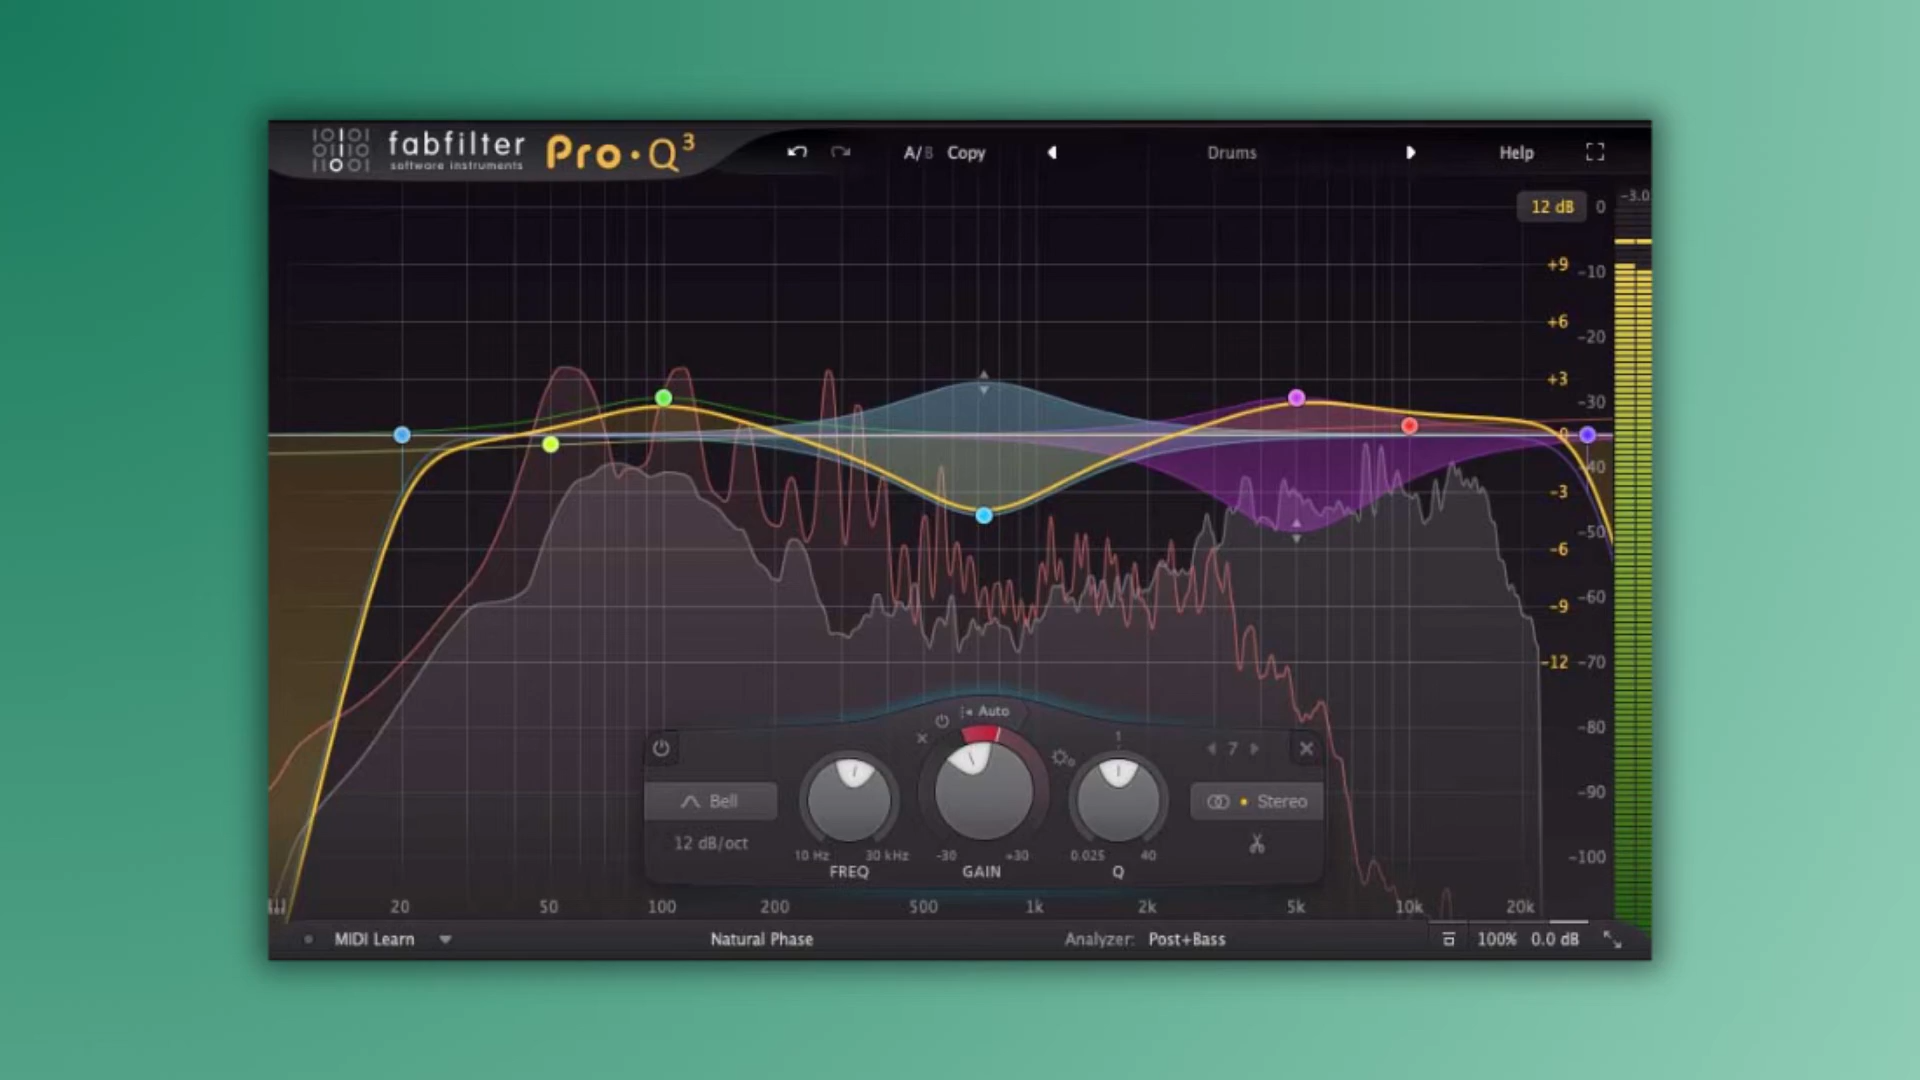 fabfilter Pro·Q³
software instruments
A/B Copy
Drums
Help
12 dB 0 -3.0
+9 -10
+6 -20
+3 -30
0 -40
-3 -50
-6 -60
-9
-12 -70
-80
-90
-100
Auto
1
7
Bell
Stereo
12 dB/oct
10 Hz 30 kHz
FREQ
-30 +30
GAIN
0.025 40
Q
20 50 100 200 500 1k 2k 5k 10k 20k
MIDI Learn
Natural Phase
Analyzer: Post+Bass
100% 0.0 dB